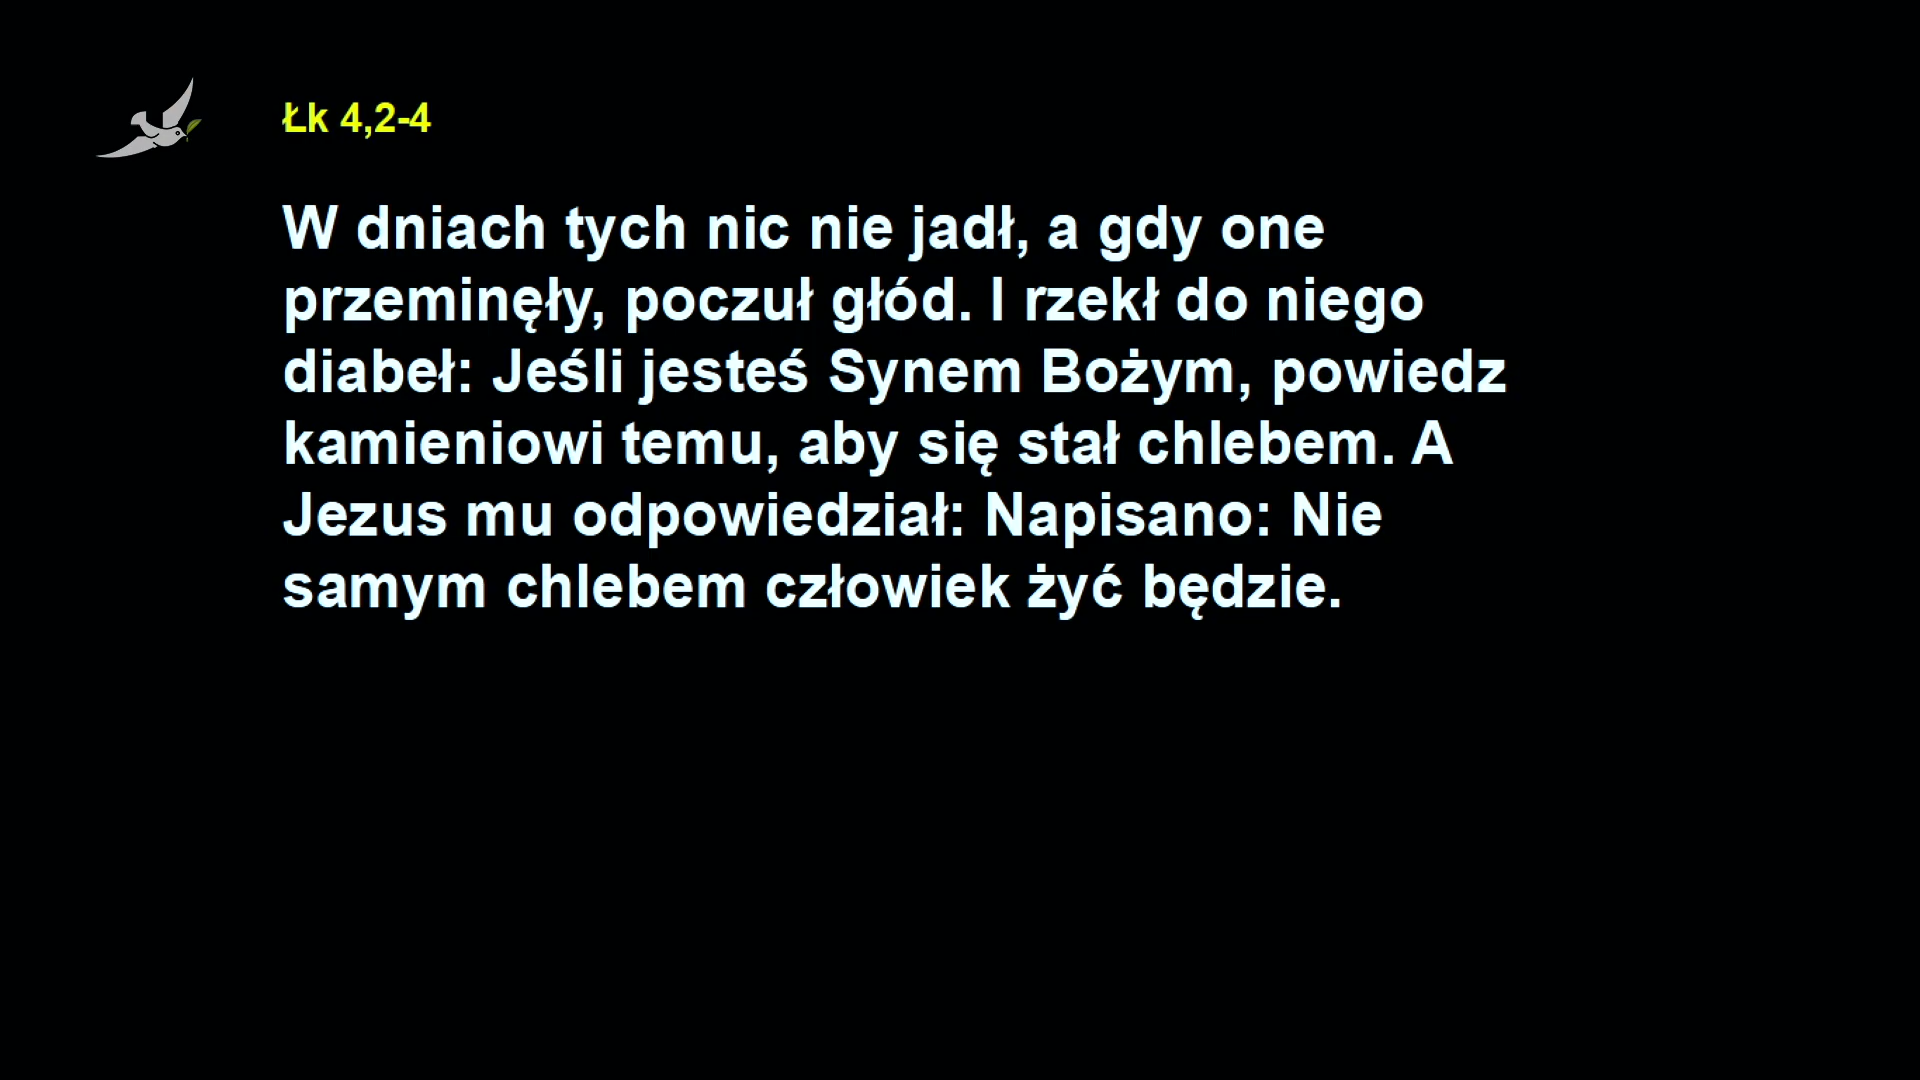 Łk 4,2-4
W dniach tych nic nie jadł, a gdy one
przeminęły, poczuł głód. I rzekł do niego
diabeł: Jeśli jesteś Synem Bożym, powiedz
kamieniowi temu, aby się stał chlebem. A
Jezus mu odpowiedział: Napisano: Nie
samym chlebem człowiek żyć będzie.